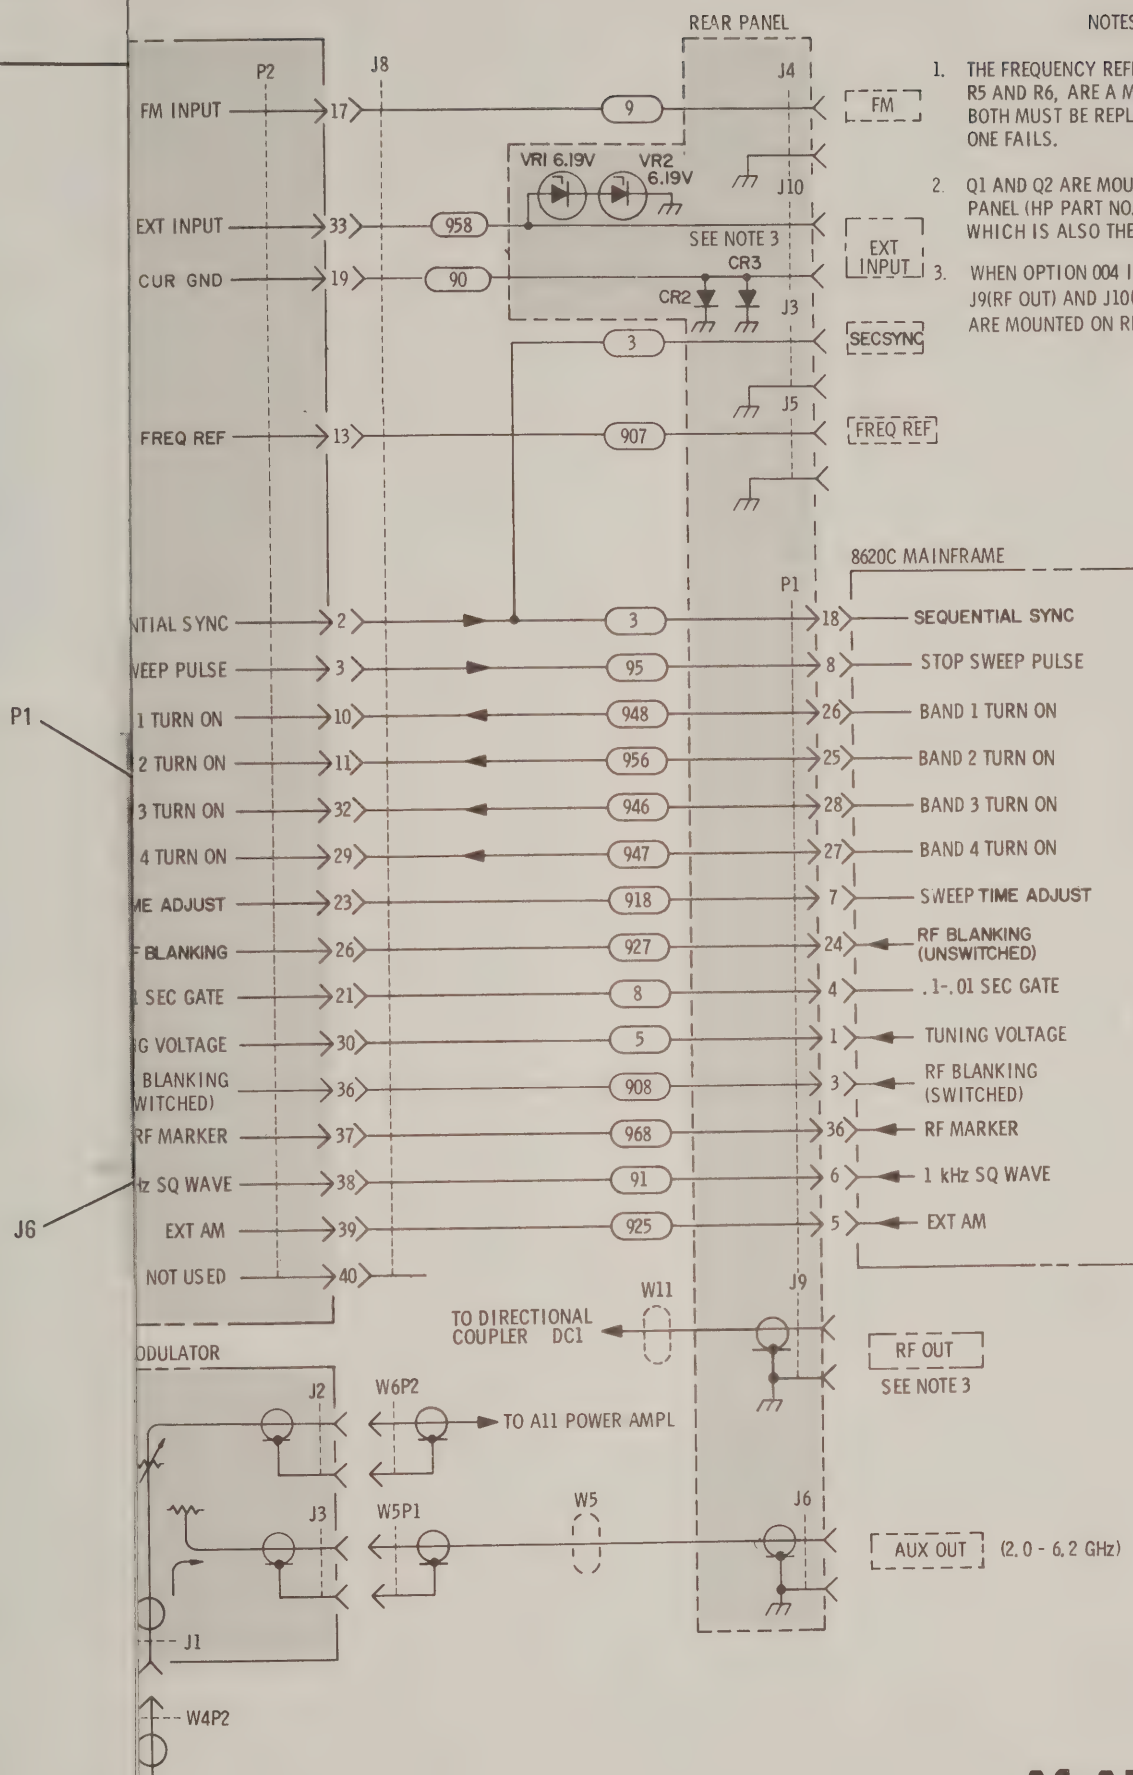 REAR PANEL
NOTES
P2
J8
J4
FM INPUT 17 9 FM
1. THE FREQUENCY REF
R5 AND R6, ARE A M
BOTH MUST BE REPL
ONE FAILS.
VR1 6.19V
VR2
6.19V
J10
2. Q1 AND Q2 ARE MOU
PANEL (HP PART NO.
WHICH IS ALSO THE
EXT INPUT 33 958
SEE NOTE 3
EXT
INPUT
CUR GND 19 90
CR3
CR2
J3
3. WHEN OPTION 004 I
J9(RF OUT) AND J10(
ARE MOUNTED ON R
3 SECSYNC
J5
FREQ REF 13 907 FREQ REF
8620C MAINFRAME
P1
NTIAL SYNC 2 3 18 SEQUENTIAL SYNC
WEEP PULSE 3 95 8 STOP SWEEP PULSE
P1
1 TURN ON 10 948 26 BAND 1 TURN ON
2 TURN ON 11 956 25 BAND 2 TURN ON
3 TURN ON 32 946 28 BAND 3 TURN ON
4 TURN ON 29 947 27 BAND 4 TURN ON
ME ADJUST 23 918 7 SWEEP TIME ADJUST
F BLANKING 26 927 24 RF BLANKING
(UNSWITCHED)
1 SEC GATE 21 8 4 .1-.01 SEC GATE
G VOLTAGE 30 5 1 TUNING VOLTAGE
BLANKING 36 908 3 RF BLANKING
WITCHED) (SWITCHED)
RF MARKER 37 968 36 RF MARKER
Hz SQ WAVE 38 91 6 1 kHz SQ WAVE
J6
EXT AM 39 925 5 EXT AM
NOT USED 40
W11
J9
TO DIRECTIONAL
COUPLER DC1
RF OUT
SEE NOTE 3
ODULATOR
J2
W6P2
TO A11 POWER AMPL
J3
W5P1
W5
J6
AUX OUT (2.0 - 6.2 GHz)
J1
W4P2